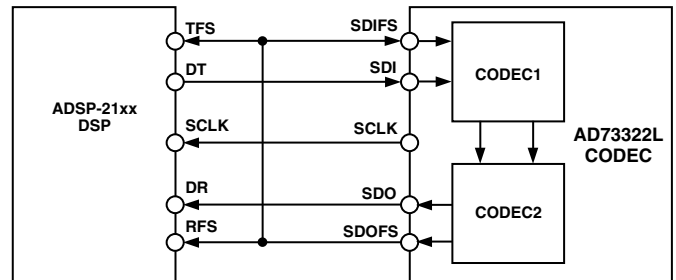 TFS
SDIFS
DT
SDI
CODEC1
ADSP-21xx
DSP
SCLK
SCLK
AD73322L
CODEC
DR
SDO
CODEC2
RFS
SDOFS